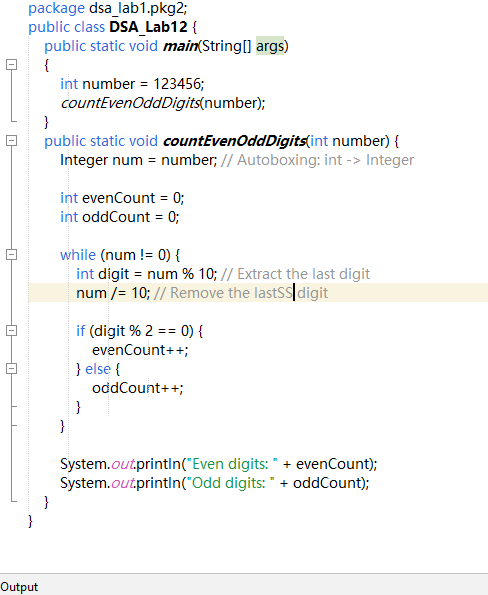 package dsa_lab1.pkg2;
public class DSA_Lab12 {
public static void main(String[] args)
{
int number = 123456;
countEvenOddDigits(number);
}
public static void countEvenOddDigits(int number) {
Integer num = number; // Autoboxing: int -> Integer
int evenCount = 0;
int oddCount = 0;
while (num != 0) {
int digit = num % 10; // Extract the last digit
num /= 10; // Remove the lastSS digit
if (digit % 2 == 0) {
evenCount++;
} else {
oddCount++;
}
}
System.out.println("Even digits: " + evenCount);
System.out.println("Odd digits: " + oddCount);
}
}
Output